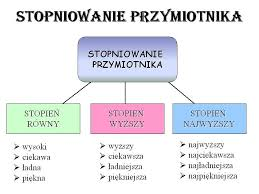 STOPNIOWANIE PRZYMIOTNIKA
STOPNIOWANIE
PRZYMIOTNIKA
STOPIEŃ
RÓWNY
STOPIEŃ
WYŻSZY
STOPIEŃ
NAJWYŻSZY
➢ wysoki
➢ ciekawa
➢ ładna
➢ piękna
➢ wyższy
➢ ciekawsza
➢ ładniejsza
➢ piękniejsza
➢ najwyższy
➢ najciekawsza
➢ najładniejsza
➢ najpiękniejsza